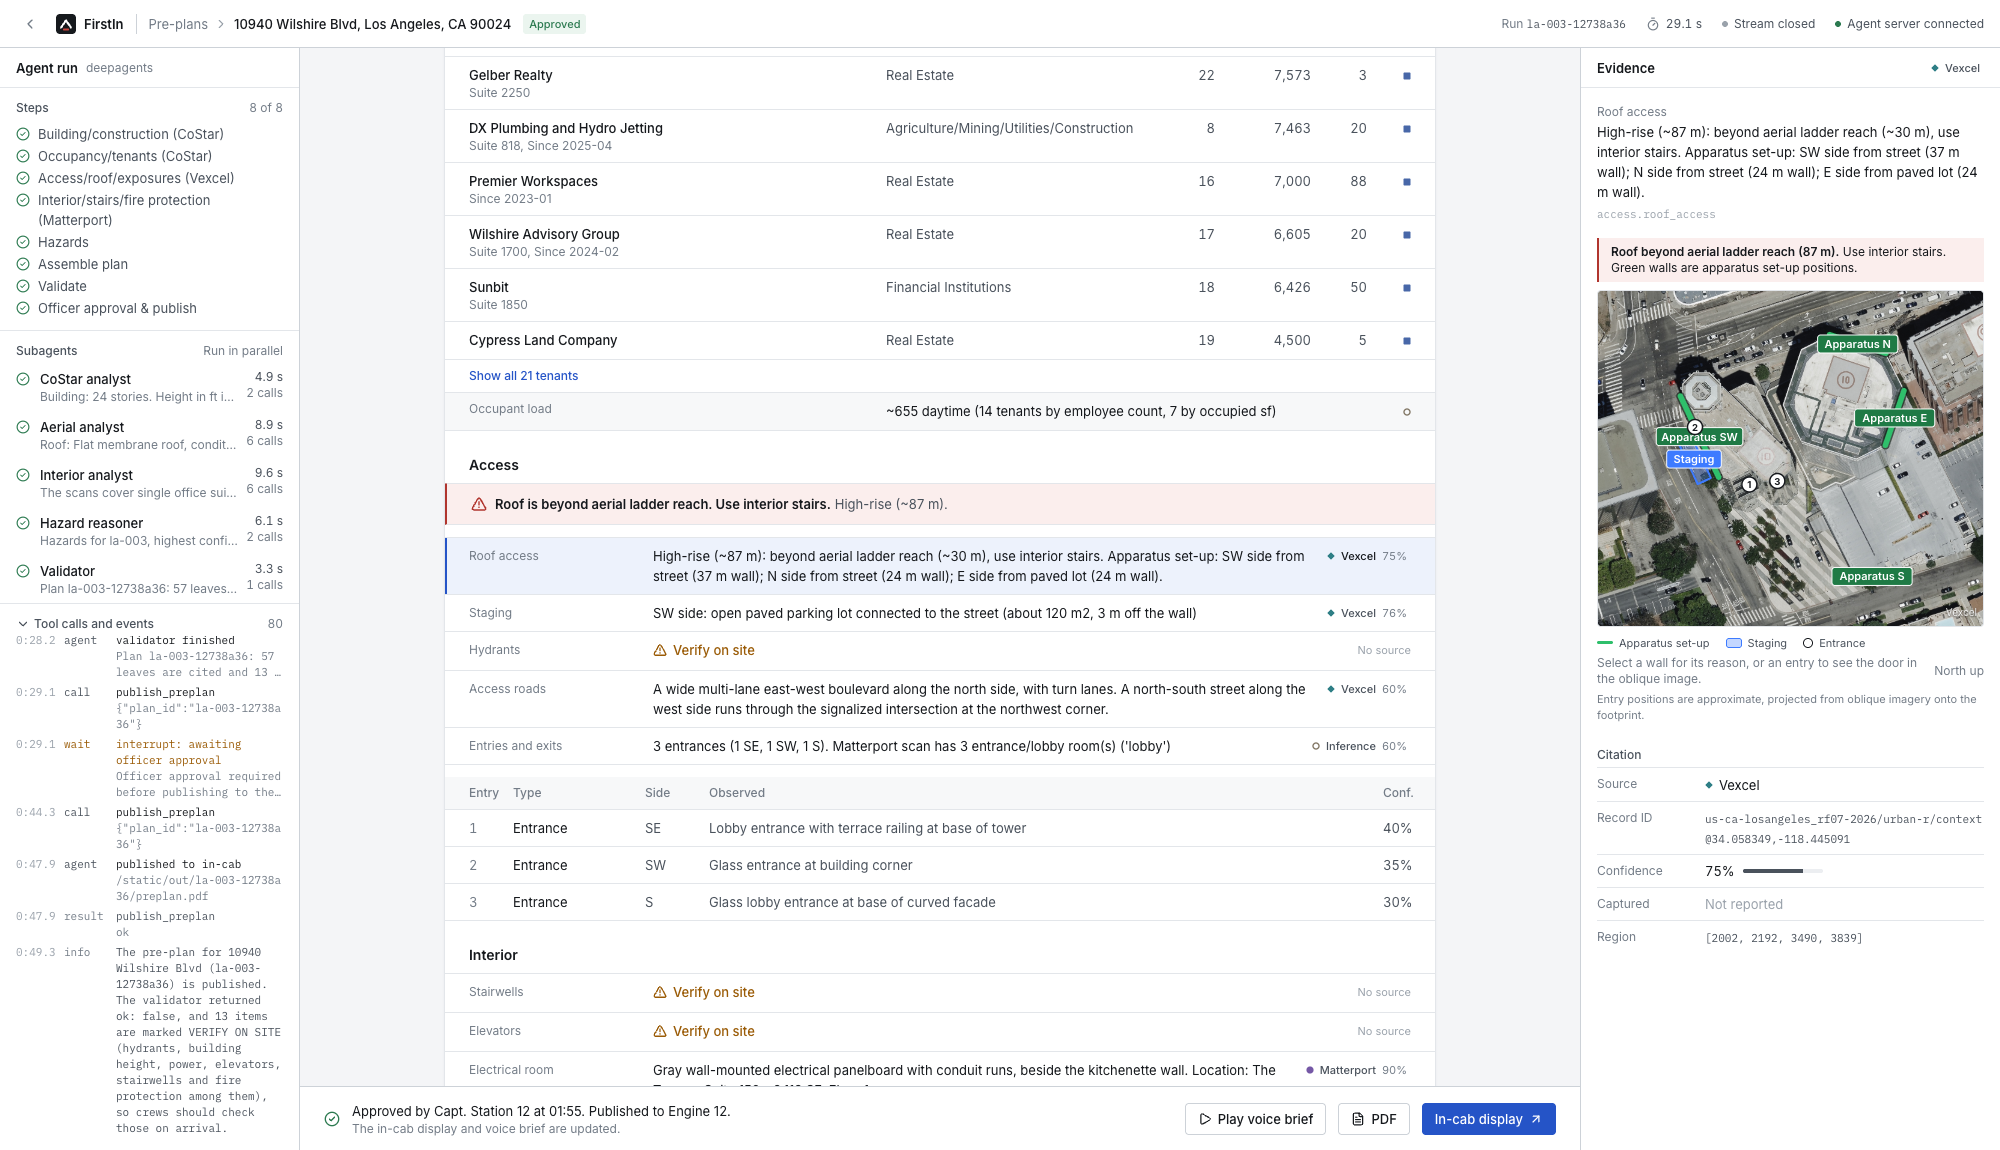 FirstIn
Pre-plans > 10940 Wilshire Blvd, Los Angeles, CA 90024 Approved
Run la-003-12738a36 29.1 s Stream closed Agent server connected
Agent run deepagents
Steps 8 of 8
Building/construction (CoStar)
Occupancy/tenants (CoStar)
Access/roof/exposures (Vexcel)
Interior/stairs/fire protection
(Matterport)
Hazards
Assemble plan
Validate
Officer approval & publish
Subagents Run in parallel
CoStar analyst 4.9 s
Building: 24 stories. Height in ft i... 2 calls
Aerial analyst 8.9 s
Roof: Flat membrane roof, condit... 6 calls
Interior analyst 9.6 s
The scans cover single office sui... 6 calls
Hazard reasoner 6.1 s
Hazards for la-003, highest confi... 2 calls
Validator 3.3 s
Plan la-003-12738a36: 57 leaves... 1 calls
Tool calls and events 80
0:28.2 agent validator finished
Plan la-003-12738a36: 57
leaves are cited and 13 …
0:29.1 call publish_preplan
{"plan_id":"la-003-12738a
36"}
0:29.1 wait interrupt: awaiting
officer approval
Officer approval required
before publishing to the…
0:44.3 call publish_preplan
{"plan_id":"la-003-12738a
36"}
0:47.9 agent published to in-cab
/static/out/la-003-12738a
36/preplan.pdf
0:47.9 result publish_preplan
ok
0:49.3 info The pre-plan for 10940
Wilshire Blvd (la-003-
12738a36) is published.
The validator returned
ok: false, and 13 items
are marked VERIFY ON SITE
(hydrants, building
height, power, elevators,
stairwells and fire
protection among them),
so crews should check
those on arrival.
Gelber Realty Real Estate 22 7,573 3
Suite 2250
DX Plumbing and Hydro Jetting Agriculture/Mining/Utilities/Construction 8 7,463 20
Suite 818, Since 2025-04
Premier Workspaces Real Estate 16 7,000 88
Since 2023-01
Wilshire Advisory Group Real Estate 17 6,605 20
Suite 1700, Since 2024-02
Sunbit Financial Institutions 18 6,426 50
Suite 1850
Cypress Land Company Real Estate 19 4,500 5
Show all 21 tenants
Occupant load ~655 daytime (14 tenants by employee count, 7 by occupied sf)
Access
Roof is beyond aerial ladder reach. Use interior stairs. High-rise (~87 m).
Roof access High-rise (~87 m): beyond aerial ladder reach (~30 m), use interior stairs. Apparatus set-up: SW side from Vexcel 75%
street (37 m wall); N side from street (24 m wall); E side from paved lot (24 m wall).
Staging SW side: open paved parking lot connected to the street (about 120 m2, 3 m off the wall) Vexcel 76%
Hydrants Verify on site No source
Access roads A wide multi-lane east-west boulevard along the north side, with turn lanes. A north-south street along the Vexcel 60%
west side runs through the signalized intersection at the northwest corner.
Entries and exits 3 entrances (1 SE, 1 SW, 1 S). Matterport scan has 3 entrance/lobby room(s) ('lobby') Inference 60%
Entry Type Side Observed Conf.
1 Entrance SE Lobby entrance with terrace railing at base of tower 40%
2 Entrance SW Glass entrance at building corner 35%
3 Entrance S Glass lobby entrance at base of curved facade 30%
Interior
Stairwells Verify on site No source
Elevators Verify on site No source
Electrical room Gray wall-mounted electrical panelboard with conduit runs, beside the kitchenette wall. Location: The Matterport 90%
Approved by Capt. Station 12 at 01:55. Published to Engine 12.
The in-cab display and voice brief are updated.
Play voice brief PDF In-cab display
Evidence Vexcel
Roof access
High-rise (~87 m): beyond aerial ladder reach (~30 m), use
interior stairs. Apparatus set-up: SW side from street (37 m
wall); N side from street (24 m wall); E side from paved lot (24
m wall).
access.roof_access
Roof beyond aerial ladder reach (87 m). Use interior stairs.
Green walls are apparatus set-up positions.
Apparatus N
Apparatus E
2
Apparatus SW
Staging
1 3
Apparatus S
Vexcel
Apparatus set-up Staging Entrance
Select a wall for its reason, or an entry to see the door in
the oblique image. North up
Entry positions are approximate, projected from oblique imagery onto the
footprint.
Citation
Source Vexcel
Record ID us-ca-losangeles_rf07-2026/urban-r/context
@34.058349,-118.445091
Confidence 75%
Captured Not reported
Region [2002, 2192, 3490, 3839]